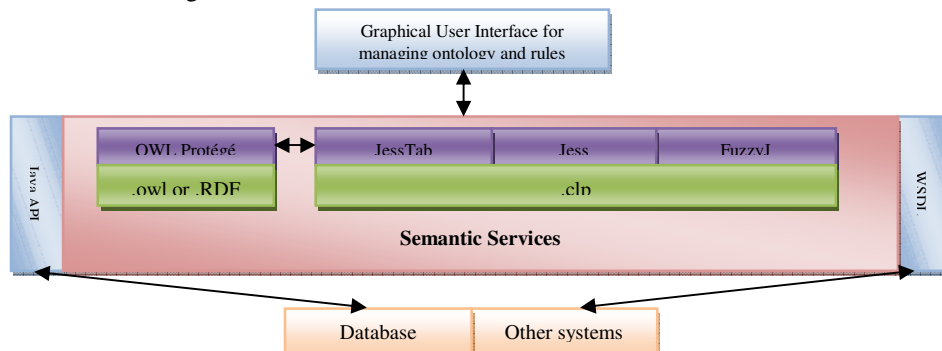 Graphical User Interface for
managing ontology and rules
OWL Protégé
JessTab
Jess
FuzzyJ
.owl or .RDF
.clp
Java API
WSDL
Semantic Services
Database
Other systems